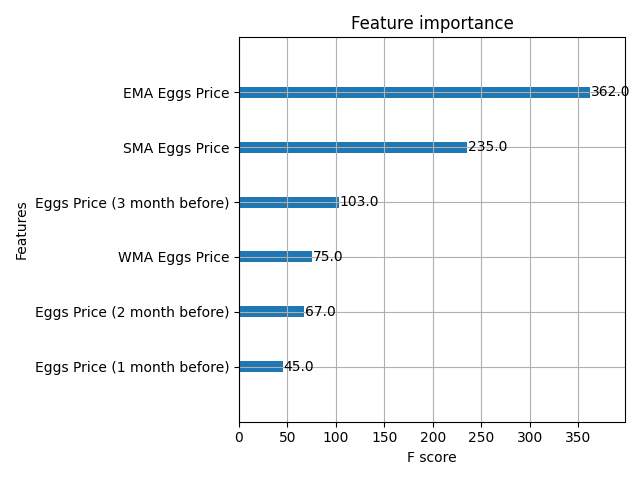 Feature importance
Features
EMA Eggs Price
362.0
SMA Eggs Price
235.0
Eggs Price (3 month before)
103.0
WMA Eggs Price
75.0
Eggs Price (2 month before)
67.0
Eggs Price (1 month before)
45.0
0 50 100 150 200 250 300 350
F score